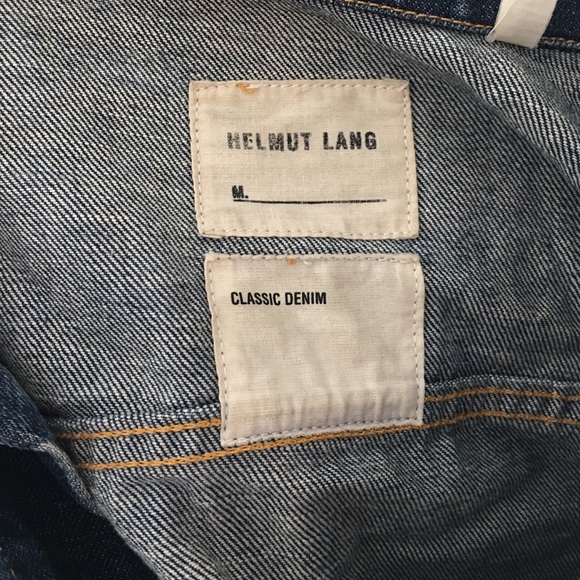 HELMUT LANG
M.
CLASSIC DENIM